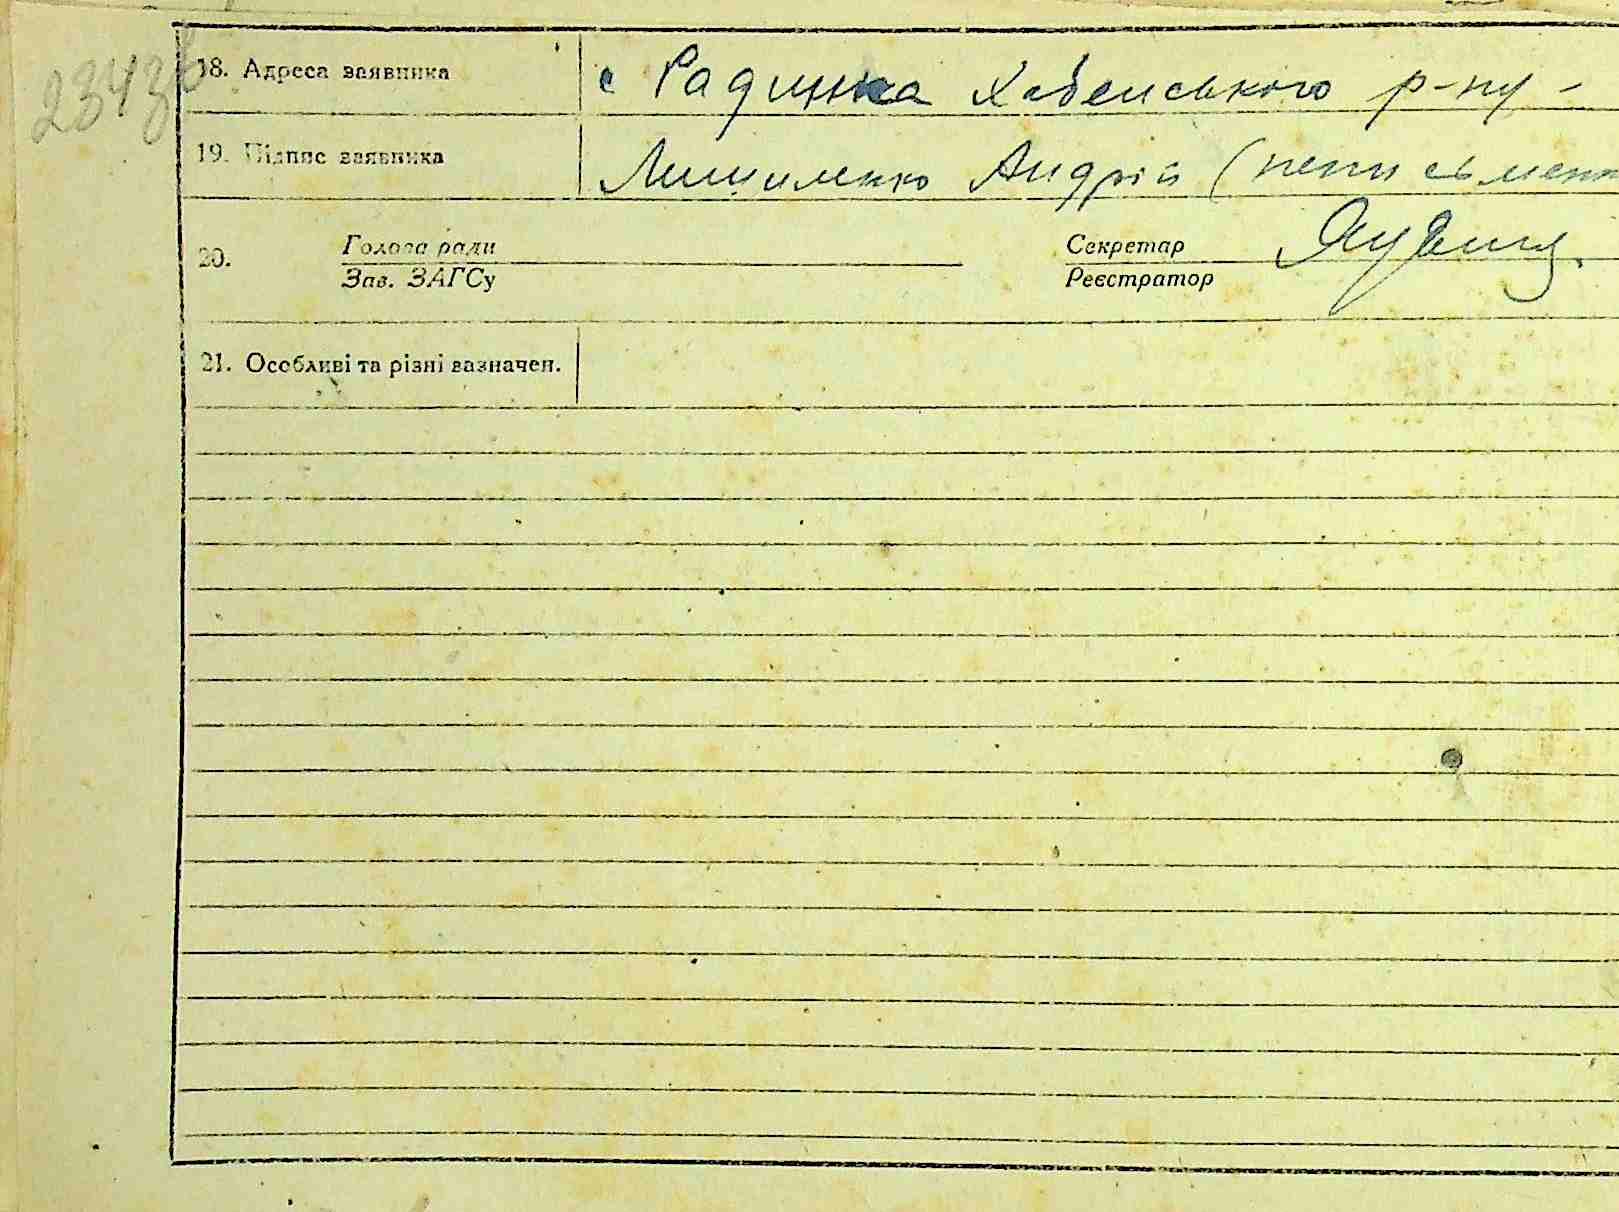 18. Адреса заявника с Радинка Хабенського р-ну -
19. Підпис заявника Андрій (неписьмен
20. Голова ради Секретар
Зав. ЗАГСу Реєстратор
21. Особливі та різні зазначен.